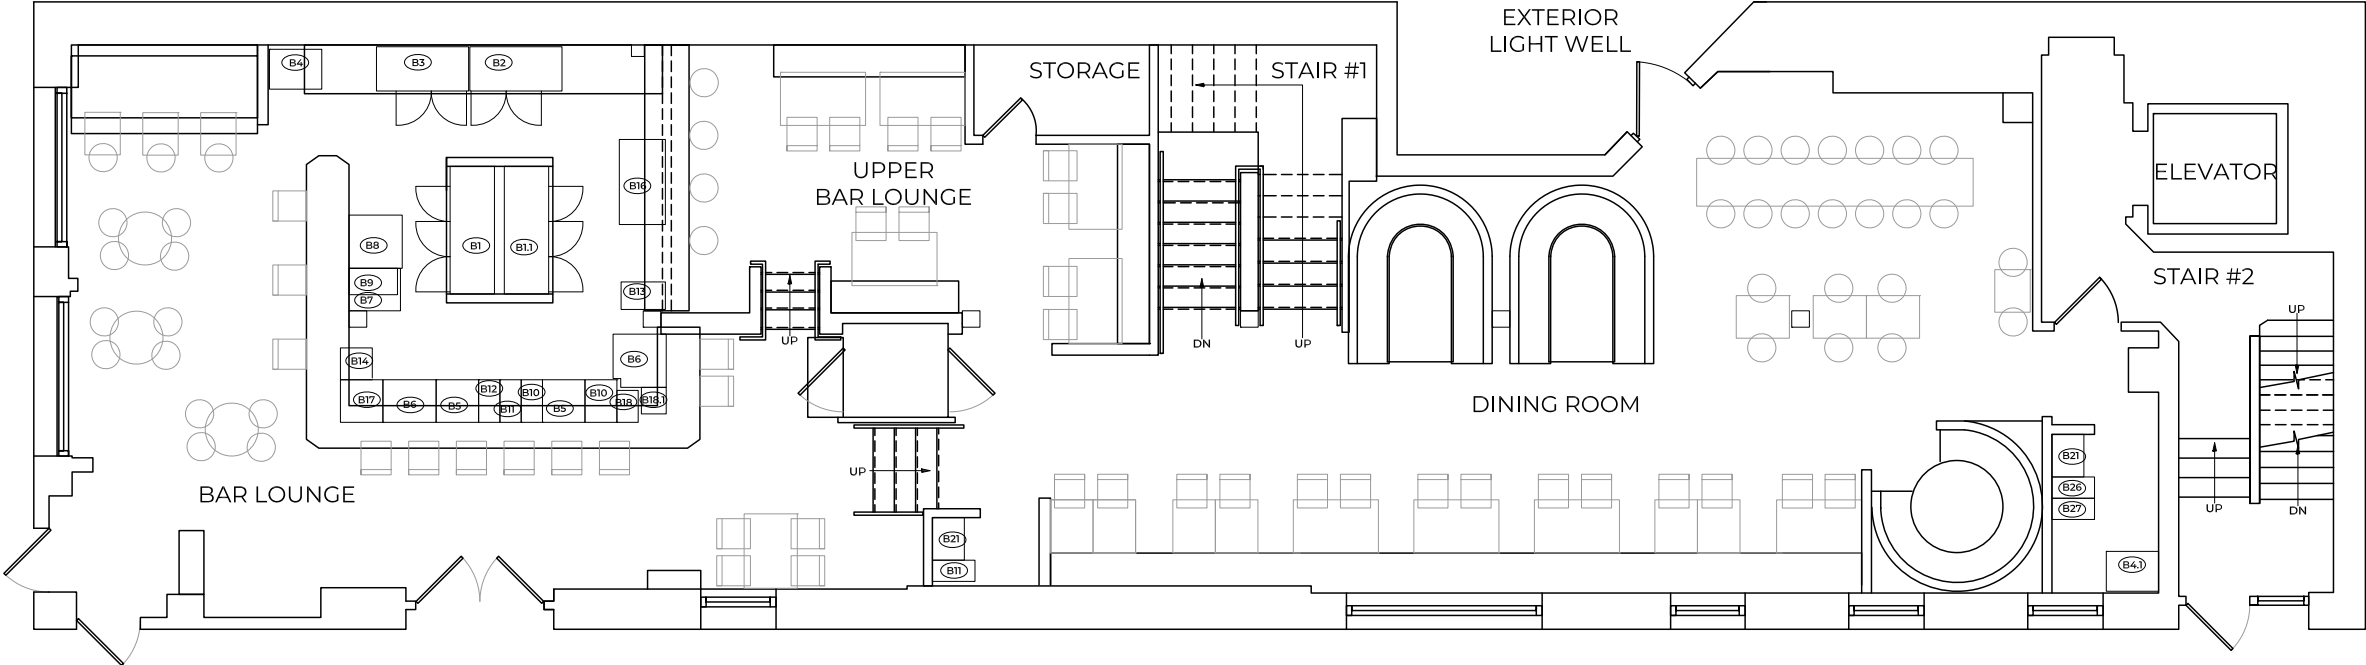 EXTERIOR
LIGHT WELL
B4
B3
B2
STORAGE
STAIR #1
UPPER
BAR LOUNGE
ELEVATOR
B16
B8
B1
B1.1
B9
B7
B13
STAIR #2
UP
UP
DN
UP
B14
B6
B17
B6
B5
B12
B11
B10
B5
B10
B18
B18.1
DINING ROOM
BAR LOUNGE
UP
B21
B11
B21
B26
B27
B4.1
UP
DN